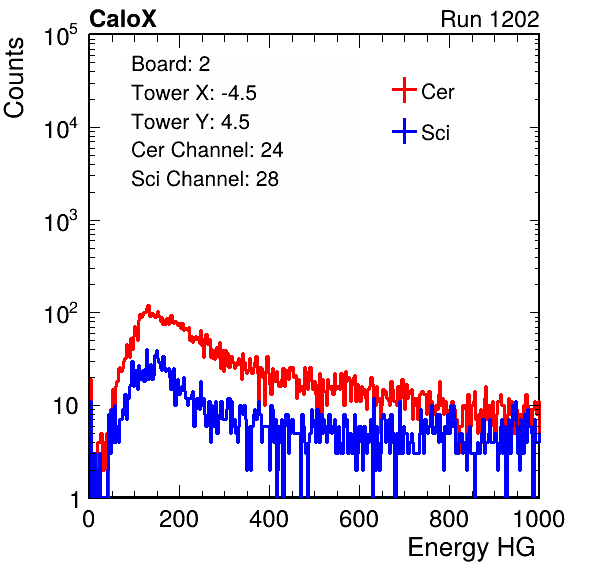 CaloX Run 1202
Counts
10^5
10^4
10^3
10^2
10
1
Board: 2
Tower X: -4.5
Tower Y: 4.5
Cer Channel: 24
Sci Channel: 28
Cer
Sci
0 200 400 600 800 1000
Energy HG